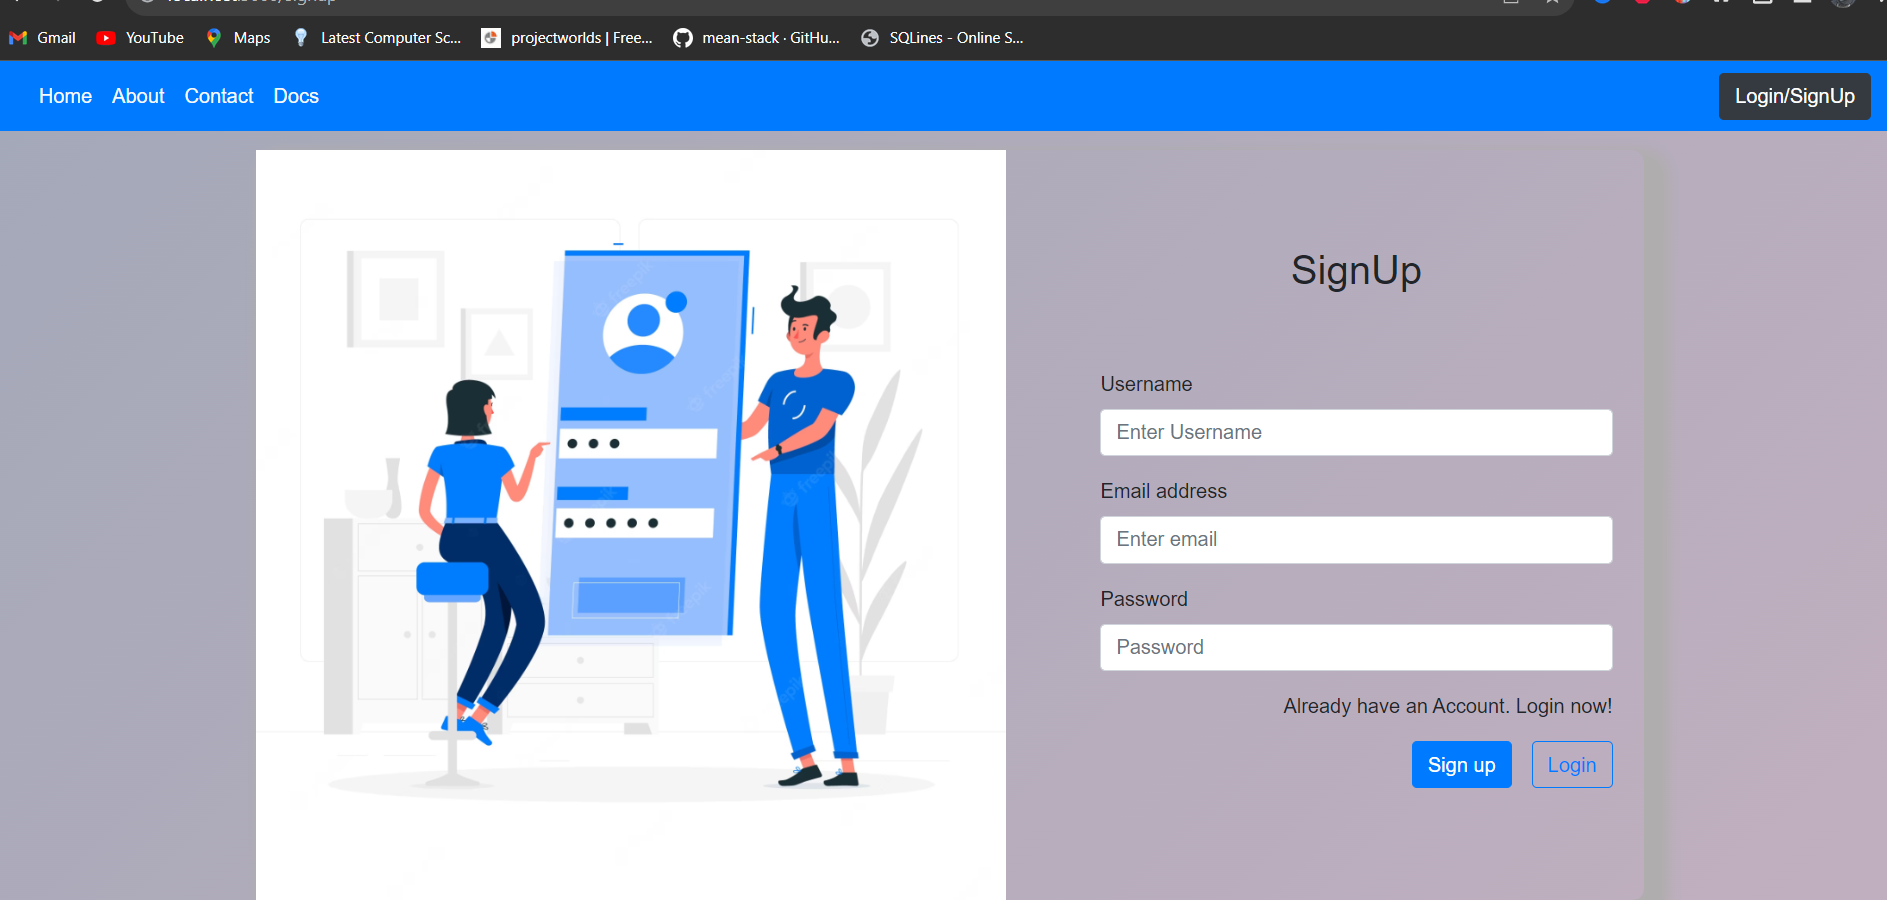 Gmail YouTube Maps Latest Computer Sc... projectworlds | Free... mean-stack · GitHu... SQLines - Online S...
Home About Contact Docs Login/SignUp
SignUp
Username
Enter Username
Email address
Enter email
Password
Password
Already have an Account. Login now!
Sign up Login